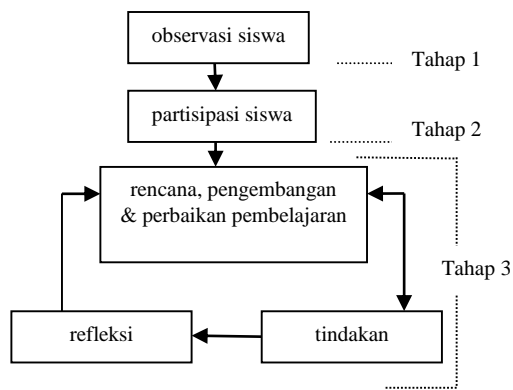 observasi siswa
Tahap 1
partisipasi siswa
Tahap 2
rencana, pengembangan
& perbaikan pembelajaran
Tahap 3
refleksi
tindakan